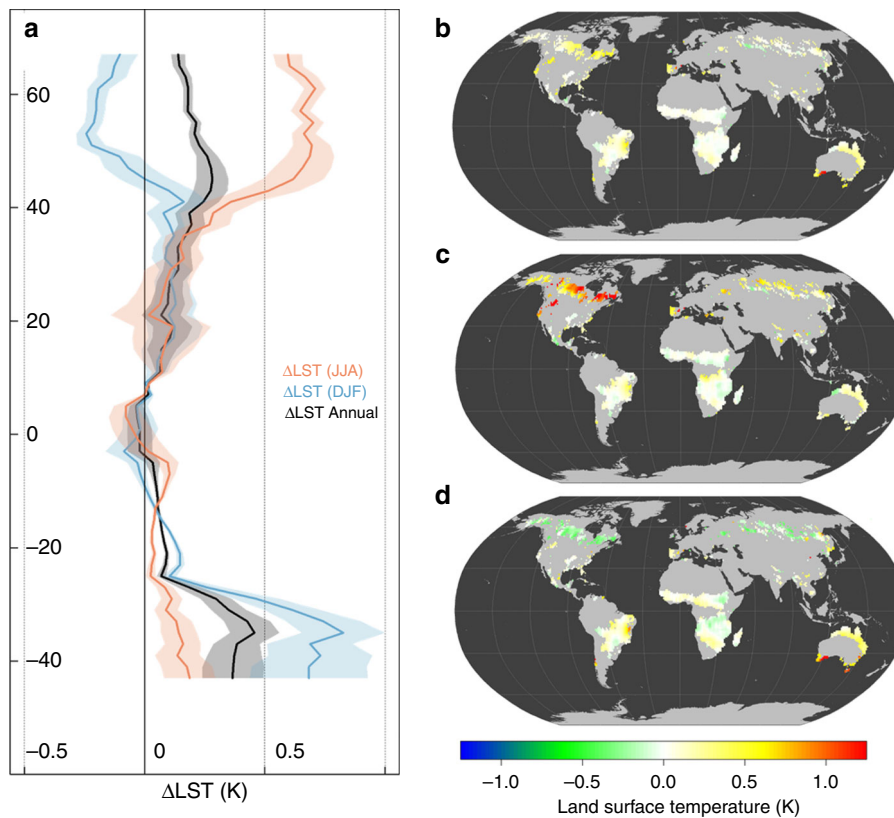 a
60
40
20
0
−20
−40
−0.5 0 0.5
ΔLST (K)
ΔLST (JJA)
ΔLST (DJF)
ΔLST Annual
b
c
d
−1.0 −0.5 0.0 0.5 1.0
Land surface temperature (K)